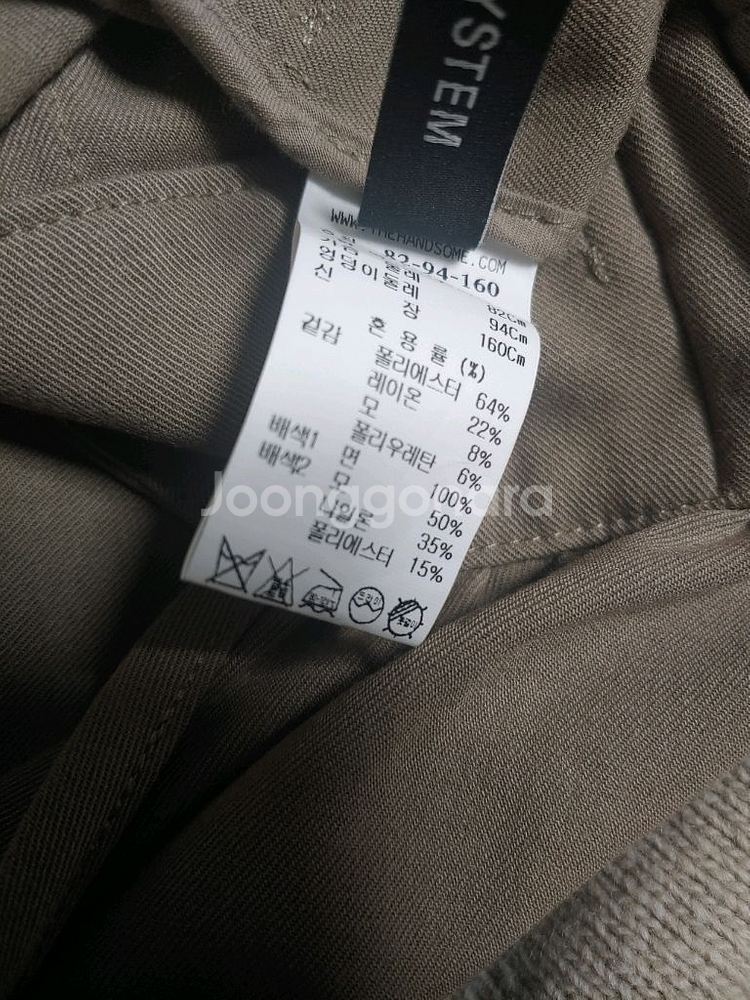 YSTEM
WWW.THEHANDSOME.COM
82-94-160
둘레 82Cm
엉덩이둘레 94Cm
신 장 160Cm
혼 용 률 (%)
겉감 폴리에스터 64%
레이온 22%
모 8%
폴리우레탄 6%
배색1 면 100%
배색2 모 50%
나일론 35%
폴리에스터 15%
드라이
Joonggonara